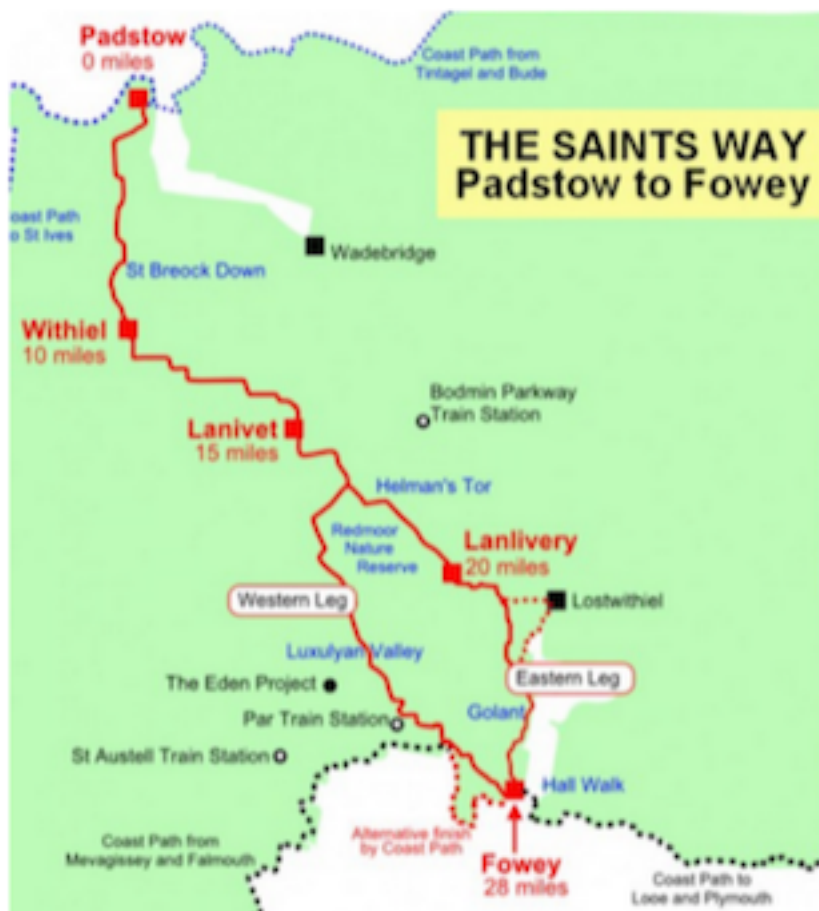 Padstow
0 miles
Coast Path from
Tintagel and Bude
THE SAINTS WAY
Padstow to Fowey
oast Path
o St Ives
Wadebridge
St Breock Down
Withiel
10 miles
Bodmin Parkway
Train Station
Lanivet
15 miles
Helman's Tor
Redmoor
Nature
Reserve
Lanlivery
20 miles
Western Leg
Lostwithiel
Luxulyan Valley
The Eden Project
Eastern Leg
Par Train Station
Golant
St Austell Train Station
Hall Walk
Alternative finish
by Coast Path
Coast Path from
Mevagissey and Falmouth
Fowey
28 miles
Coast Path to
Looe and Plymouth